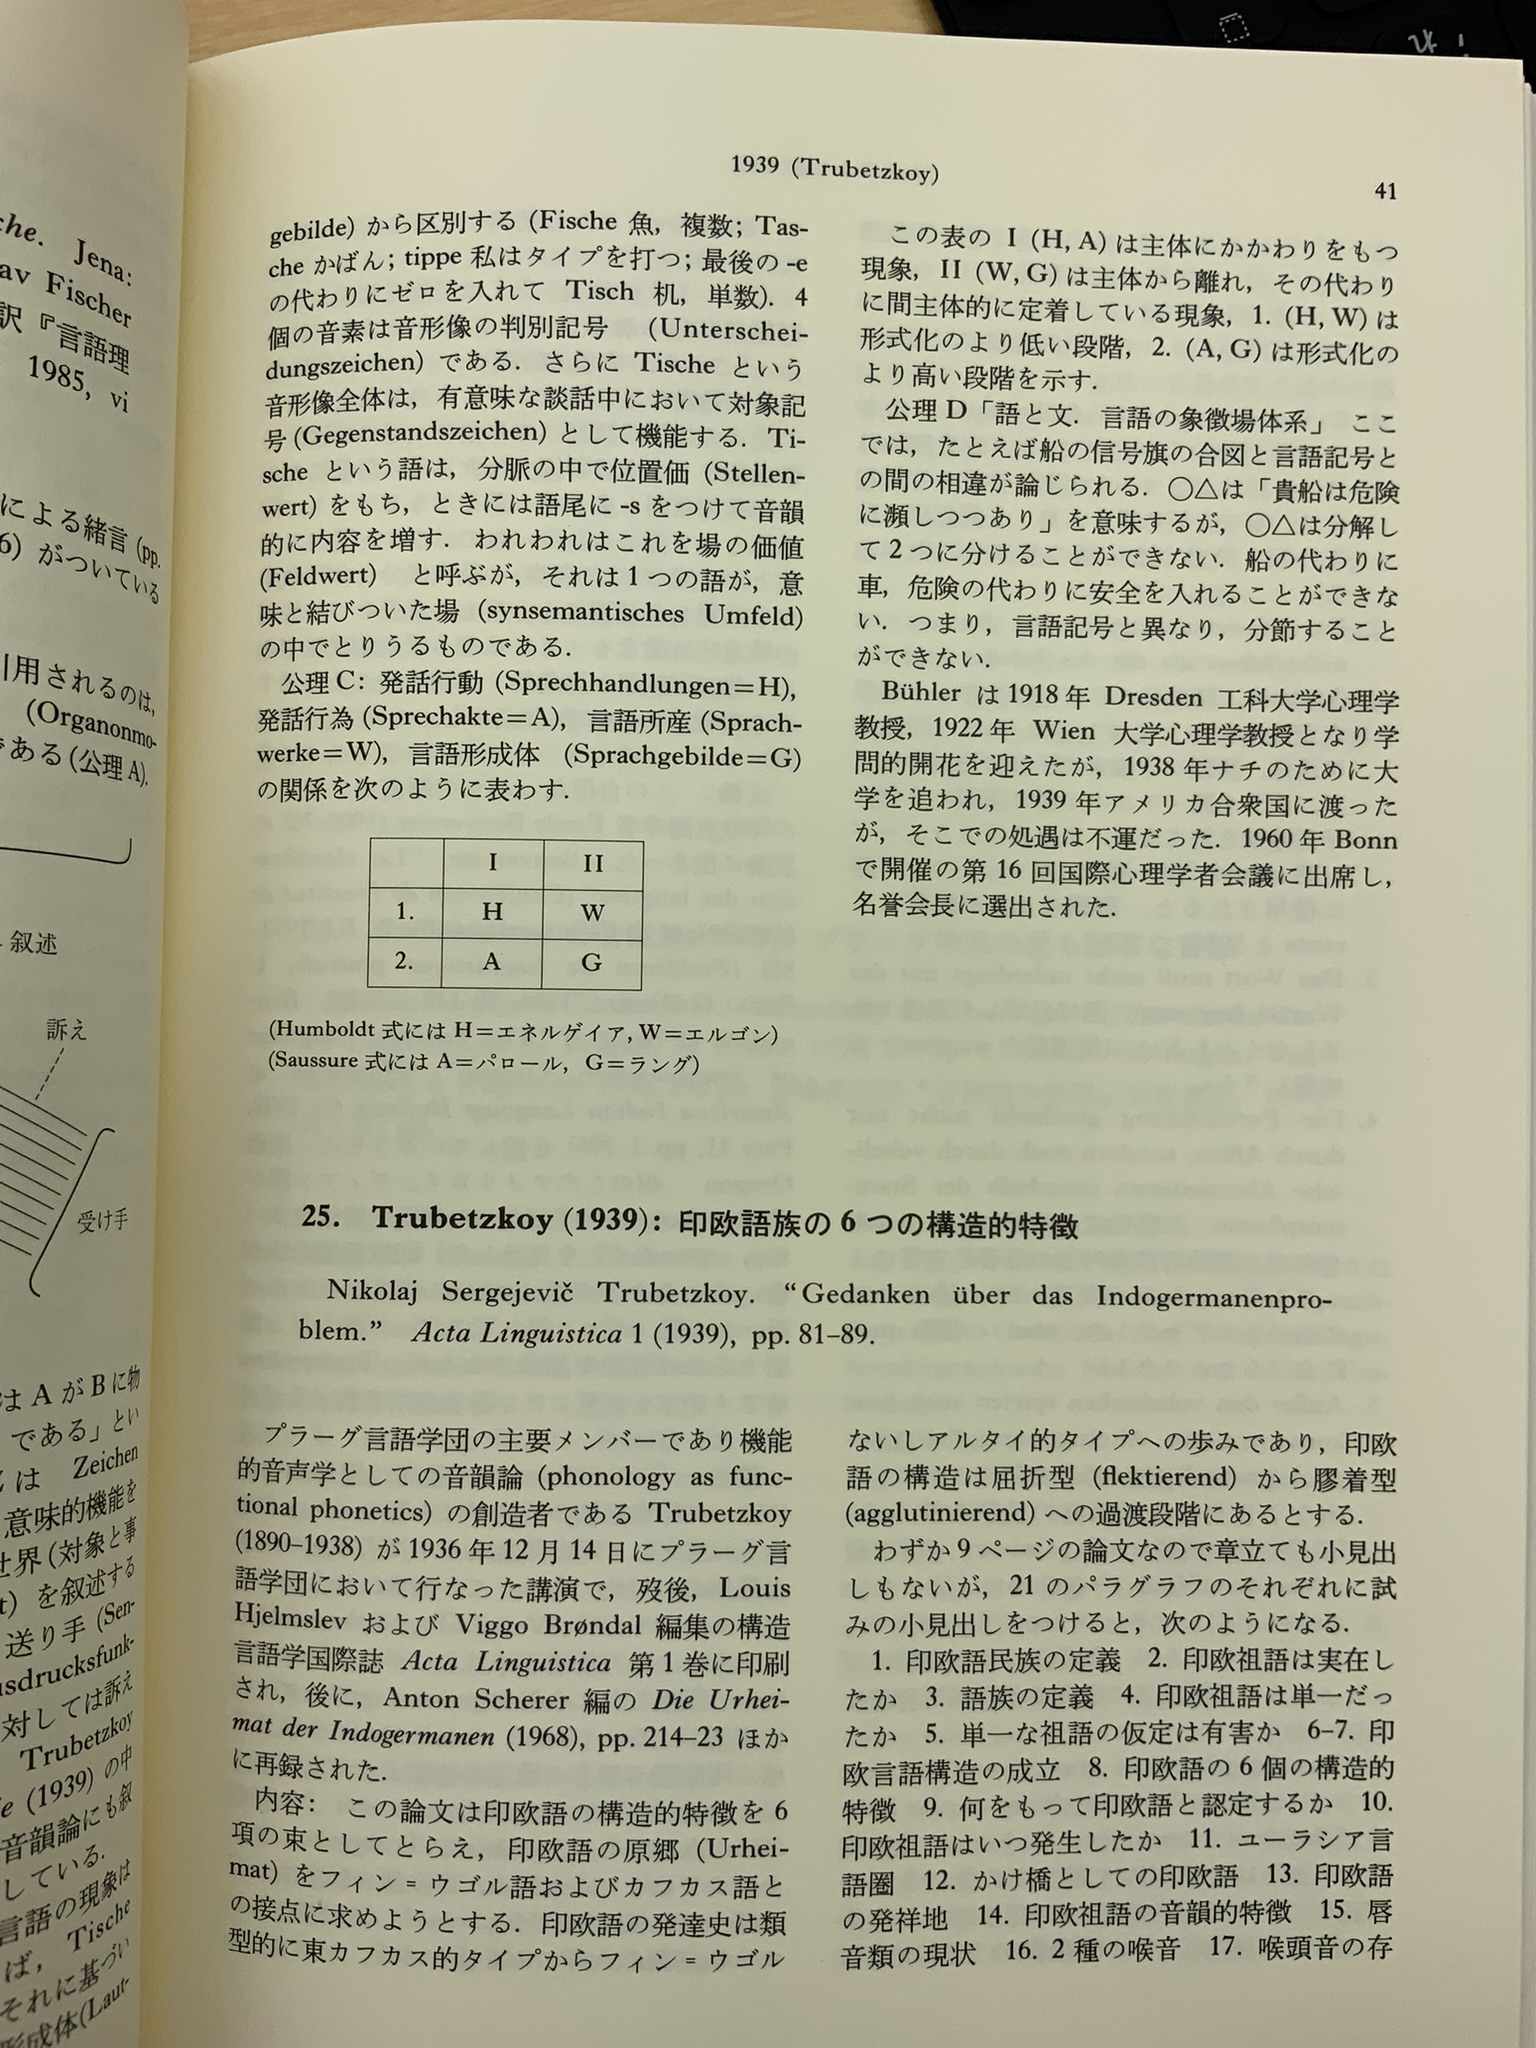 che. Jena:
av Fischer
訳『言語理
1985, vi
による緒言 (pp.
6) がついている
引用されるのは,
(Organonmo-
である (公理 A).
叙述
訴え
受け手
は A が B に物
である」とい
は Zeichen
意味的機能を
世界 (対象と事
t) を叙述する
送り手 (Sen-
usdrucksfunk-
対しては訴え
Trubetzkoy
e (1939) の中
音韻論にも叙
している.
言語の現象は
ば, Tische
それに基づい
形成体 (Laut-
1939 (Trubetzkoy)
41
gebilde) から区別する (Fische 魚, 複数; Tas-
che かばん; tippe 私はタイプを打つ; 最後の -e
の代わりにゼロを入れて Tisch 机, 単数). 4
個の音素は音形像の判別記号 (Unterschei-
dungszeichen) である. さらに Tische という
音形像全体は, 有意味な談話中において対象記
号 (Gegenstandszeichen) として機能する. Ti-
sche という語は, 分脈の中で位置価 (Stellen-
wert) をもち, ときには語尾に -s をつけて音韻
的に内容を増す. われわれはこれを場の価値
(Feldwert) と呼ぶが, それは 1 つの語が, 意
味と結びついた場 (synsemantisches Umfeld)
の中でとりうるものである.
公理 C: 発話行動 (Sprechhandlungen=H),
発話行為 (Sprechakte=A), 言語所産 (Sprach-
werke=W), 言語形成体 (Sprachgebilde=G)
の関係を次のように表わす.
I II
1. H W
2. A G
(Humboldt 式には H=エネルゲイア, W=エルゴン)
(Saussure 式には A=パロール, G=ラング)
この表の I (H, A) は主体にかかわりをもつ
現象, II (W, G) は主体から離れ, その代わり
に間主体的に定着している現象, 1. (H, W) は
形式化のより低い段階, 2. (A, G) は形式化の
より高い段階を示す.
公理 D「語と文. 言語の象徴場体系」 ここ
では, たとえば船の信号旗の合図と言語記号と
の間の相違が論じられる. ○△は「貴船は危険
に瀕しつつあり」を意味するが, ○△は分解し
て 2 つに分けることができない. 船の代わりに
車, 危険の代わりに安全を入れることができな
い. つまり, 言語記号と異なり, 分節すること
ができない.
Bühler は 1918 年 Dresden 工科大学心理学
教授, 1922 年 Wien 大学心理学教授となり学
問的開花を迎えたが, 1938 年ナチのために大
学を追われ, 1939 年アメリカ合衆国に渡った
が, そこでの処遇は不運だった. 1960 年 Bonn
で開催の第 16 回国際心理学者会議に出席し,
名誉会長に選出された.
25. Trubetzkoy (1939): 印欧語族の 6 つの構造的特徴
Nikolaj Sergejevič Trubetzkoy. “Gedanken über das Indogermanenpro-
blem.” Acta Linguistica 1 (1939), pp. 81–89.
プラーグ言語学団の主要メンバーであり機能
的音声学としての音韻論 (phonology as func-
tional phonetics) の創造者である Trubetzkoy
(1890–1938) が 1936 年 12 月 14 日にプラーグ言
語学団において行なった講演で, 歿後, Louis
Hjelmslev および Viggo Brøndal 編集の構造
言語学国際誌 Acta Linguistica 第 1 巻に印刷
され, 後に, Anton Scherer 編の Die Urhei-
mat der Indogermanen (1968), pp. 214–23 ほか
に再録された.
内容: この論文は印欧語の構造的特徴を 6
項の束としてとらえ, 印欧語の原郷 (Urhei-
mat) をフィン=ウゴル語およびカフカス語と
の接点に求めようとする. 印欧語の発達史は類
型的に東カフカス的タイプからフィン=ウゴル
ないしアルタイ的タイプへの歩みであり, 印欧
語の構造は屈折型 (flektierend) から膠着型
(agglutinierend) への過渡段階にあるとする.
わずか 9 ページの論文なので章立ても小見出
しもないが, 21 のパラグラフのそれぞれに試
みの小見出しをつけると, 次のようになる.
1. 印欧語民族の定義 2. 印欧祖語は実在し
たか 3. 語族の定義 4. 印欧祖語は単一だっ
たか 5. 単一な祖語の仮定は有害か 6–7. 印
欧言語構造の成立 8. 印欧語の 6 個の構造的
特徴 9. 何をもって印欧語と認定するか 10.
印欧祖語はいつ発生したか 11. ユーラシア言
語圏 12. かけ橋としての印欧語 13. 印欧語
の発祥地 14. 印欧祖語の音韻的特徴 15. 唇
音類の現状 16. 2 種の喉音 17. 喉頭音の存